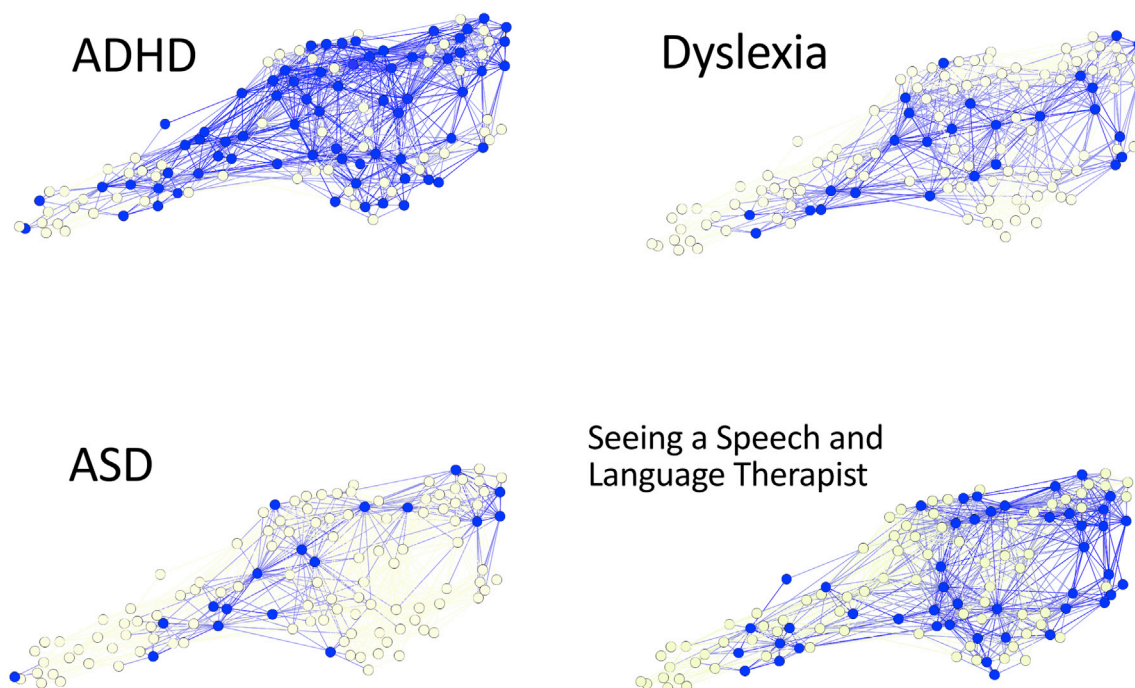 ADHD
Dyslexia
ASD
Seeing a Speech and
Language Therapist